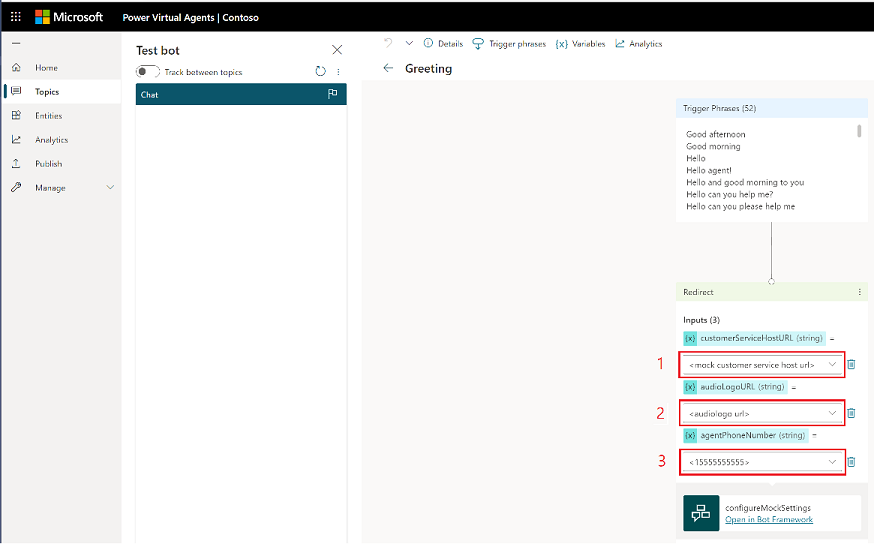 Microsoft Power Virtual Agents | Contoso
Home
Topics
Entities
Analytics
Publish
Manage
Test bot
Track between topics
Chat
Details Trigger phrases {x} Variables Analytics
Greeting
Trigger Phrases (52)
Good afternoon
Good morning
Hello
Hello agent!
Hello and good morning to you
Hello can you help me?
Hello can you please help me
Redirect
Inputs (3)
{x} customerServiceHostURL (string) =
1 <mock customer service host url>
{x} audioLogoURL (string) =
2 <audiologo url>
{x} agentPhoneNumber (string) =
3 <15555555555>
configureMockSettings
Open in Bot Framework